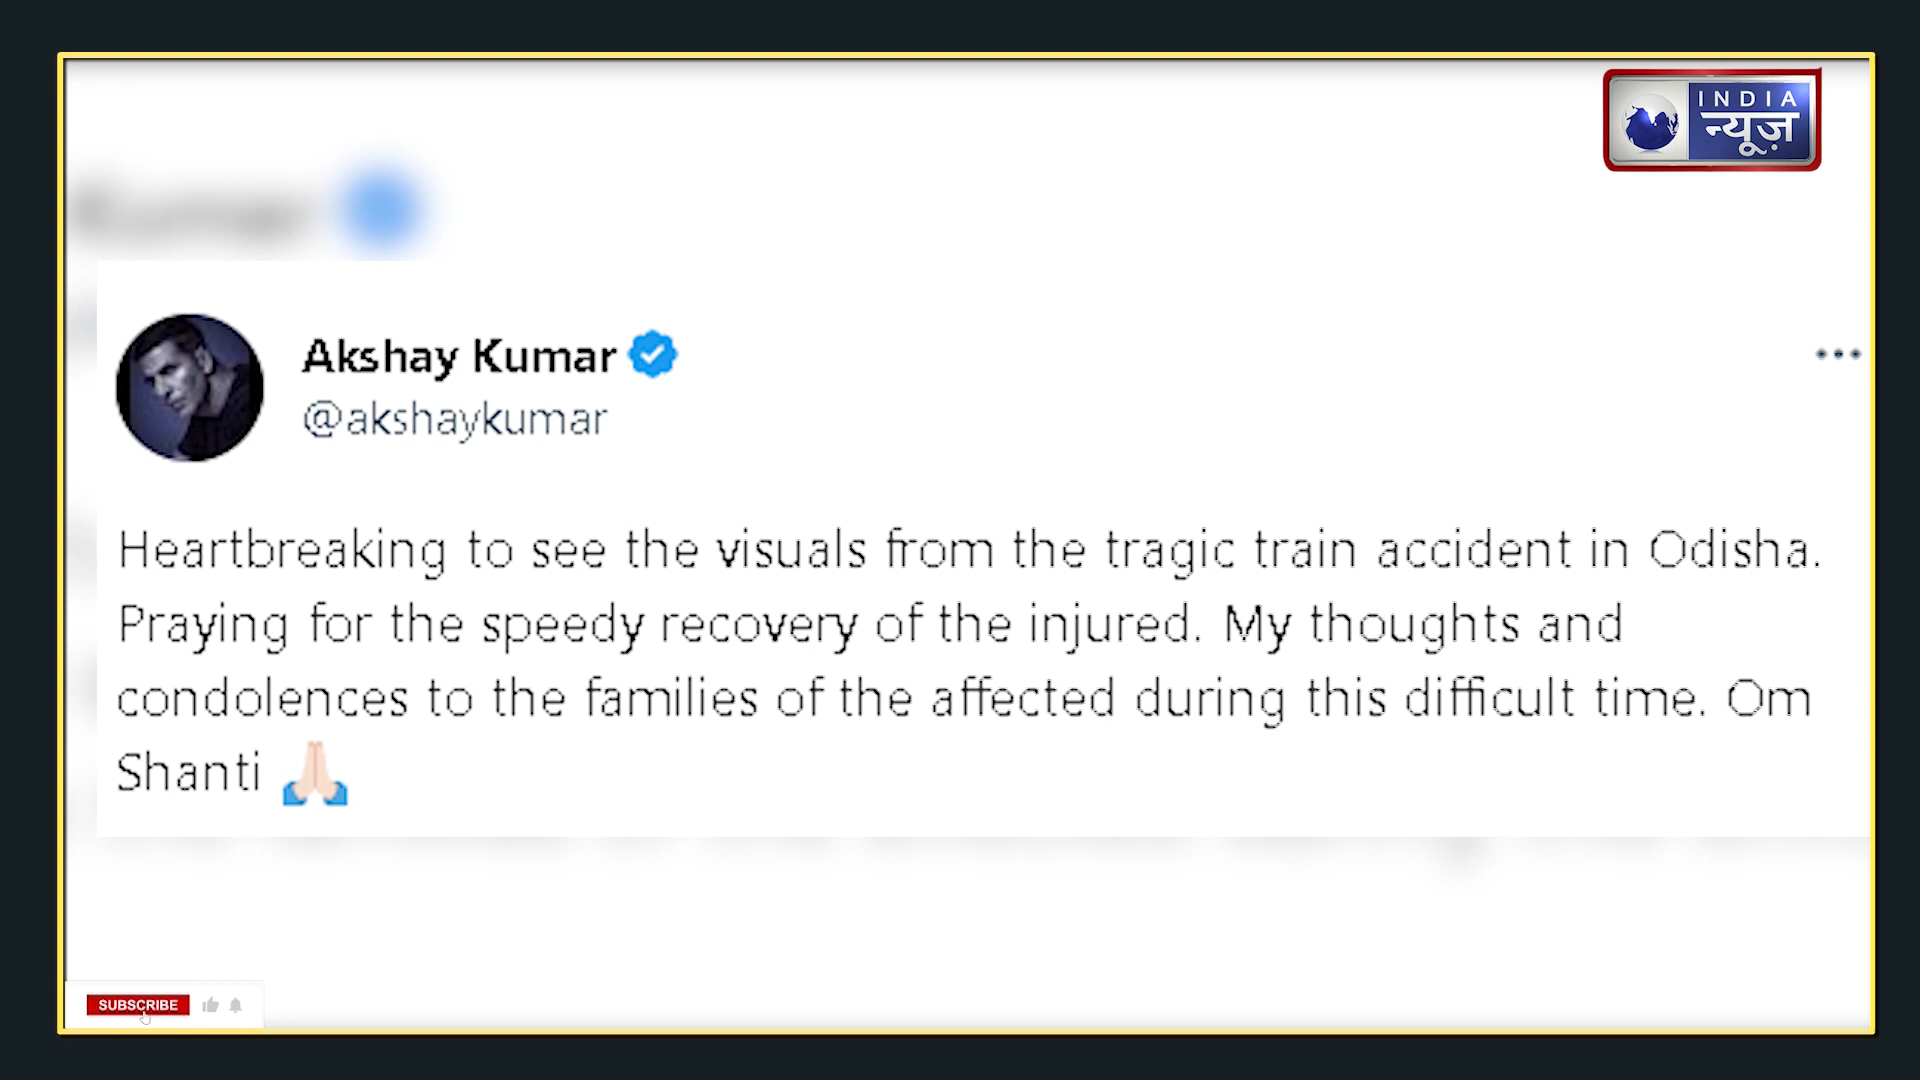 INDIA
न्यूज़
Kumar
Akshay Kumar
@akshaykumar
Heartbreaking to see the visuals from the tragic train accident in Odisha.
Praying for the speedy recovery of the injured. My thoughts and
condolences to the families of the affected during this difficult time. Om
Shanti 🙏🏻
SUBSCRIBE